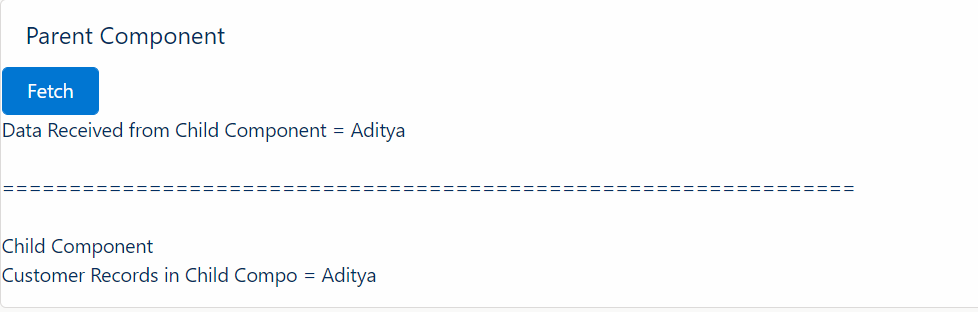 Parent Component
Fetch
Data Received from Child Component = Aditya
================================================================
Child Component
Customer Records in Child Compo = Aditya